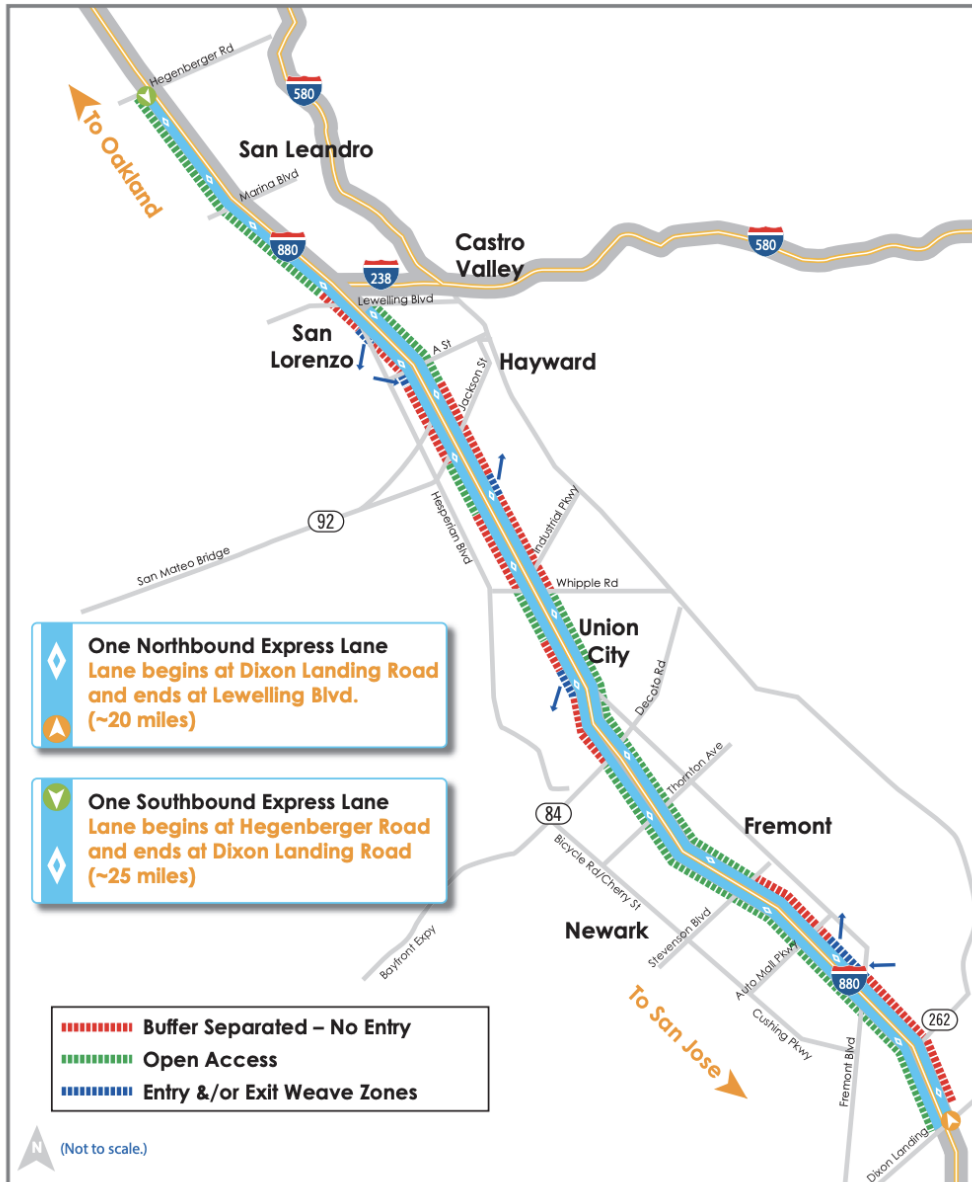 Hegenberger Rd
580
To Oakland
San Leandro
Marina Blvd
880
Castro
Valley
580
238
Lewelling Blvd
San
Lorenzo
A St
Hayward
Jackson St
Hesperian Blvd
92
San Mateo Bridge
Industrial Pkwy
Whipple Rd
Union
City
Decoto Rd
One Northbound Express Lane
Lane begins at Dixon Landing Road
and ends at Lewelling Blvd.
(~20 miles)
Thornton Ave
One Southbound Express Lane
Lane begins at Hegenberger Road
and ends at Dixon Landing Road
(~25 miles)
84
Fremont
Bicycle Rd/Cherry St
Newark
Stevenson Blvd
Bayfront Expy
Auto Mall Pkwy
880
To San Jose
Cushing Pkwy
262
Fremont Blvd
Buffer Separated – No Entry
Open Access
Entry &/or Exit Weave Zones
Dixon Landing
N
(Not to scale.)